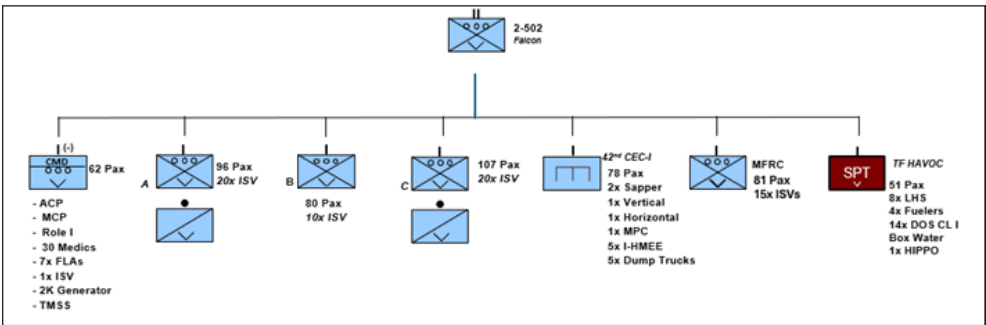 2-502
Falcon
(-)
CMD
62 Pax
- ACP
- MCP
- Role I
- 30 Medics
- 7x FLAs
- 1x ISV
- 2K Generator
- TMSS
A
96 Pax
20x ISV
B
80 Pax
10x ISV
C
107 Pax
20x ISV
42nd CEC-I
78 Pax
2x Sapper
1x Vertical
1x Horizontal
1x MPC
5x I-HMEE
5x Dump Trucks
MFRC
81 Pax
15x ISVs
SPT
TF HAVOC
51 Pax
8x LHS
4x Fuelers
14x DOS CL I
Box Water
1x HIPPO